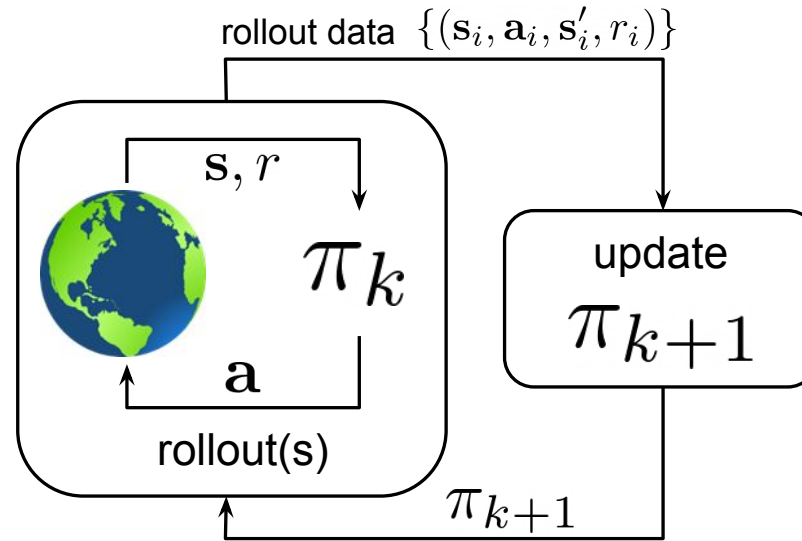 rollout data {(s_i, a_i, s'_i, r_i)}
s, r
π_k
a
rollout(s)
update
π_{k+1}
π_{k+1}